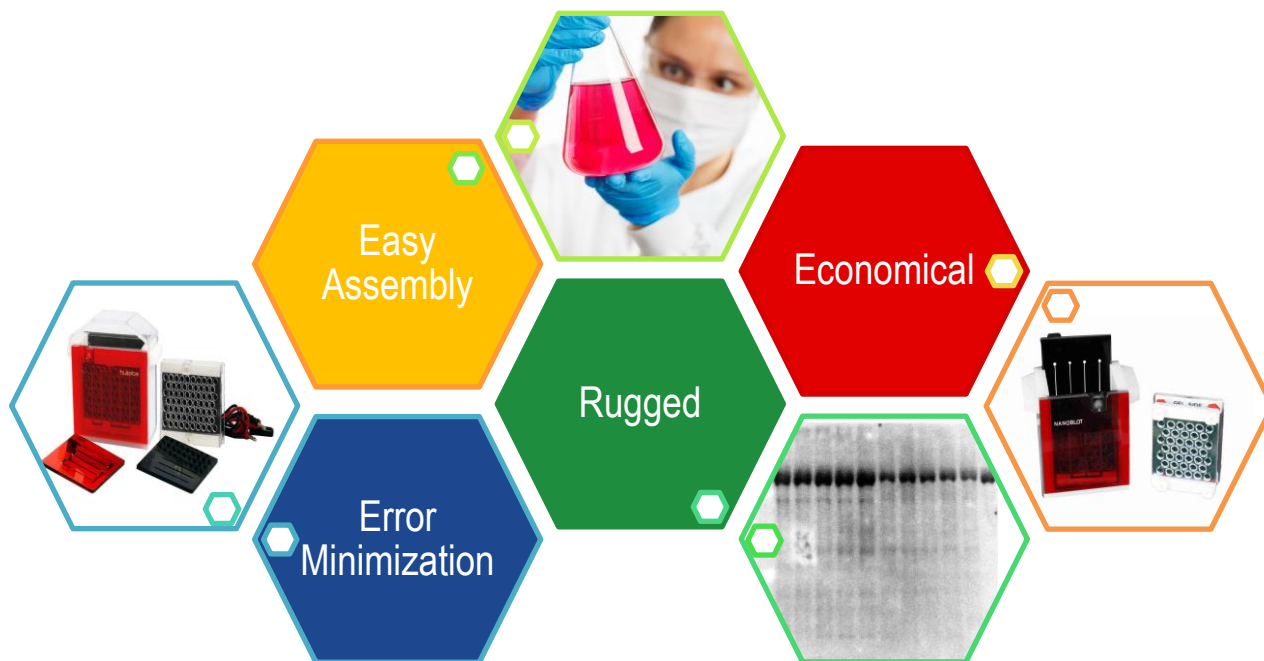 Easy
Assembly
Economical
Rugged
NANOBLOT
Error
Minimization